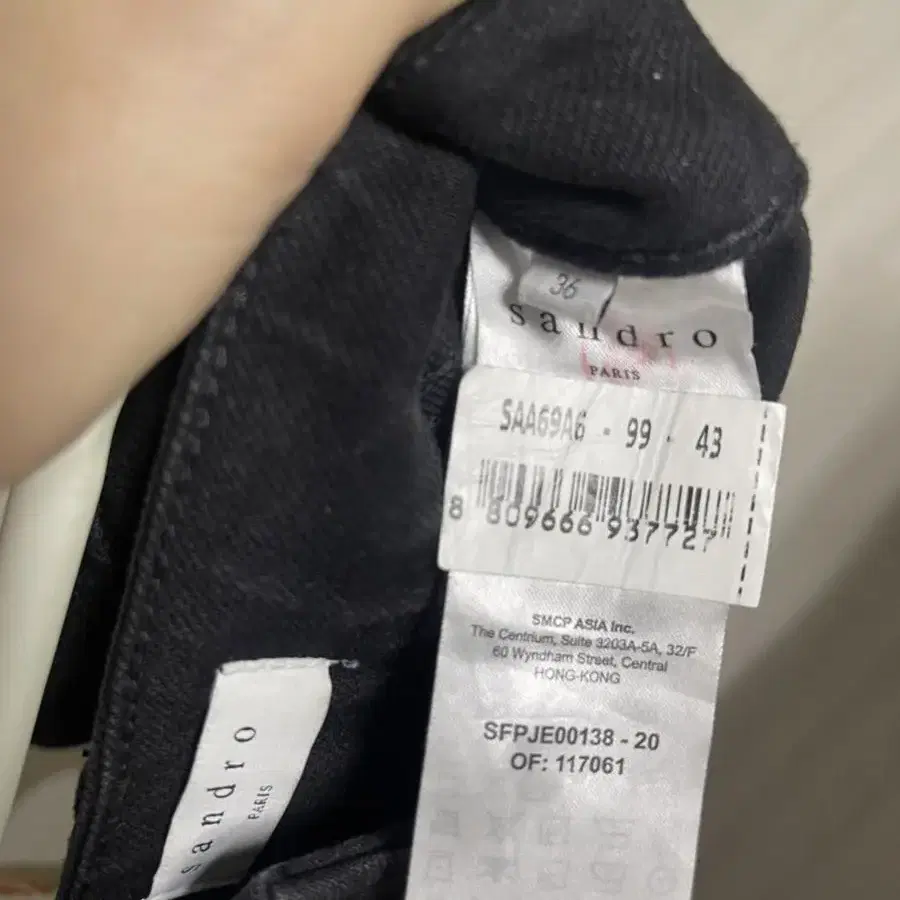 36
sandro
PARIS
SAA69A6 - 99 - 43
8 809666 937727
SMCP ASIA Inc,
The Centrium, Suite 3203A-5A, 32/F
60 Wyndham Street, Central
HONG-KONG
SFPJE00138 - 20
OF: 117061
sandro
PARIS